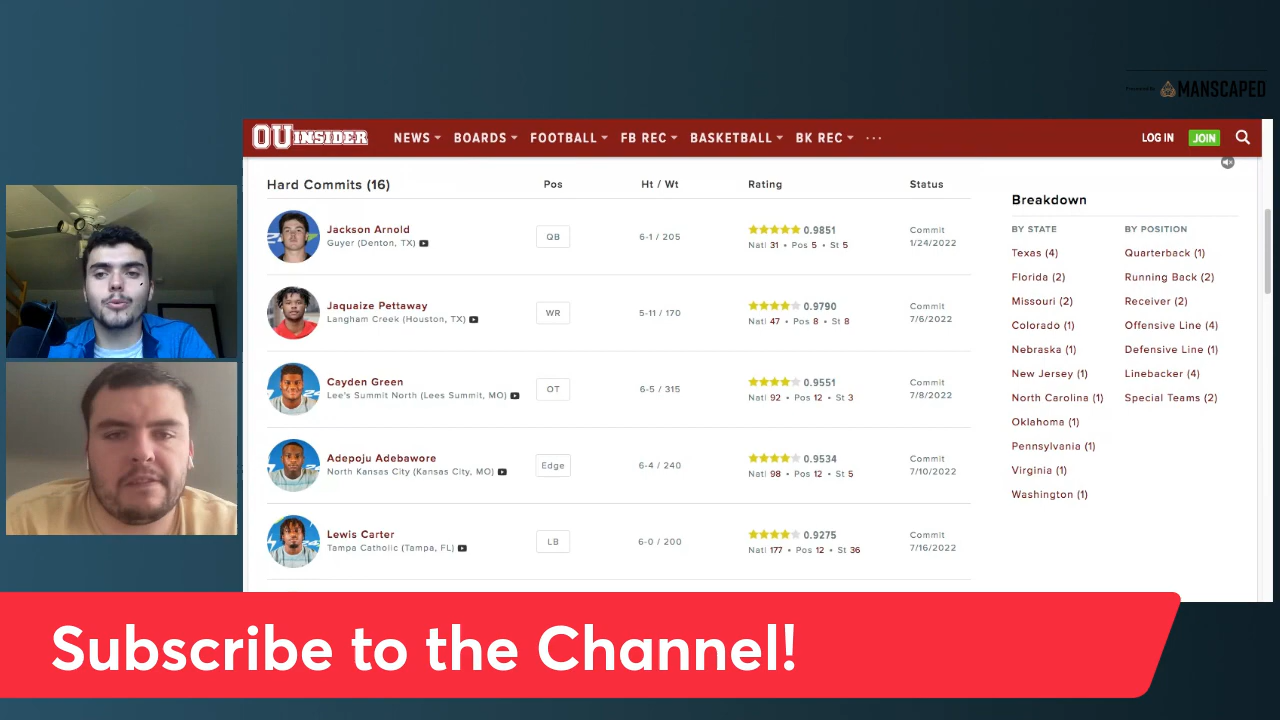 MANSCAPED
OU INSIDER NEWS BOARDS FOOTBALL FB REC BASKETBALL BK REC ... LOG IN JOIN
Hard Commits (16) Pos Ht / Wt Rating Status
Jackson Arnold
Guyer (Denton, TX)
QB 6-1 / 205
0.9851
Natl 31 • Pos 5 • St 5
Commit
1/24/2022
Jaquaize Pettaway
Langham Creek (Houston, TX)
WR 5-11 / 170
0.9790
Natl 47 • Pos 8 • St 8
Commit
7/6/2022
Cayden Green
Lee's Summit North (Lees Summit, MO)
OT 6-5 / 315
0.9551
Natl 92 • Pos 12 • St 3
Commit
7/8/2022
Adepoju Adebawore
North Kansas City (Kansas City, MO)
Edge 6-4 / 240
0.9534
Natl 98 • Pos 12 • St 5
Commit
7/10/2022
Lewis Carter
Tampa Catholic (Tampa, FL)
LB 6-0 / 200
0.9275
Natl 177 • Pos 12 • St 36
Commit
7/16/2022
Breakdown
BY STATE BY POSITION
Texas (4) Quarterback (1)
Florida (2) Running Back (2)
Missouri (2) Receiver (2)
Colorado (1) Offensive Line (4)
Nebraska (1) Defensive Line (1)
New Jersey (1) Linebacker (4)
North Carolina (1) Special Teams (2)
Oklahoma (1)
Pennsylvania (1)
Virginia (1)
Washington (1)
Subscribe to the Channel!